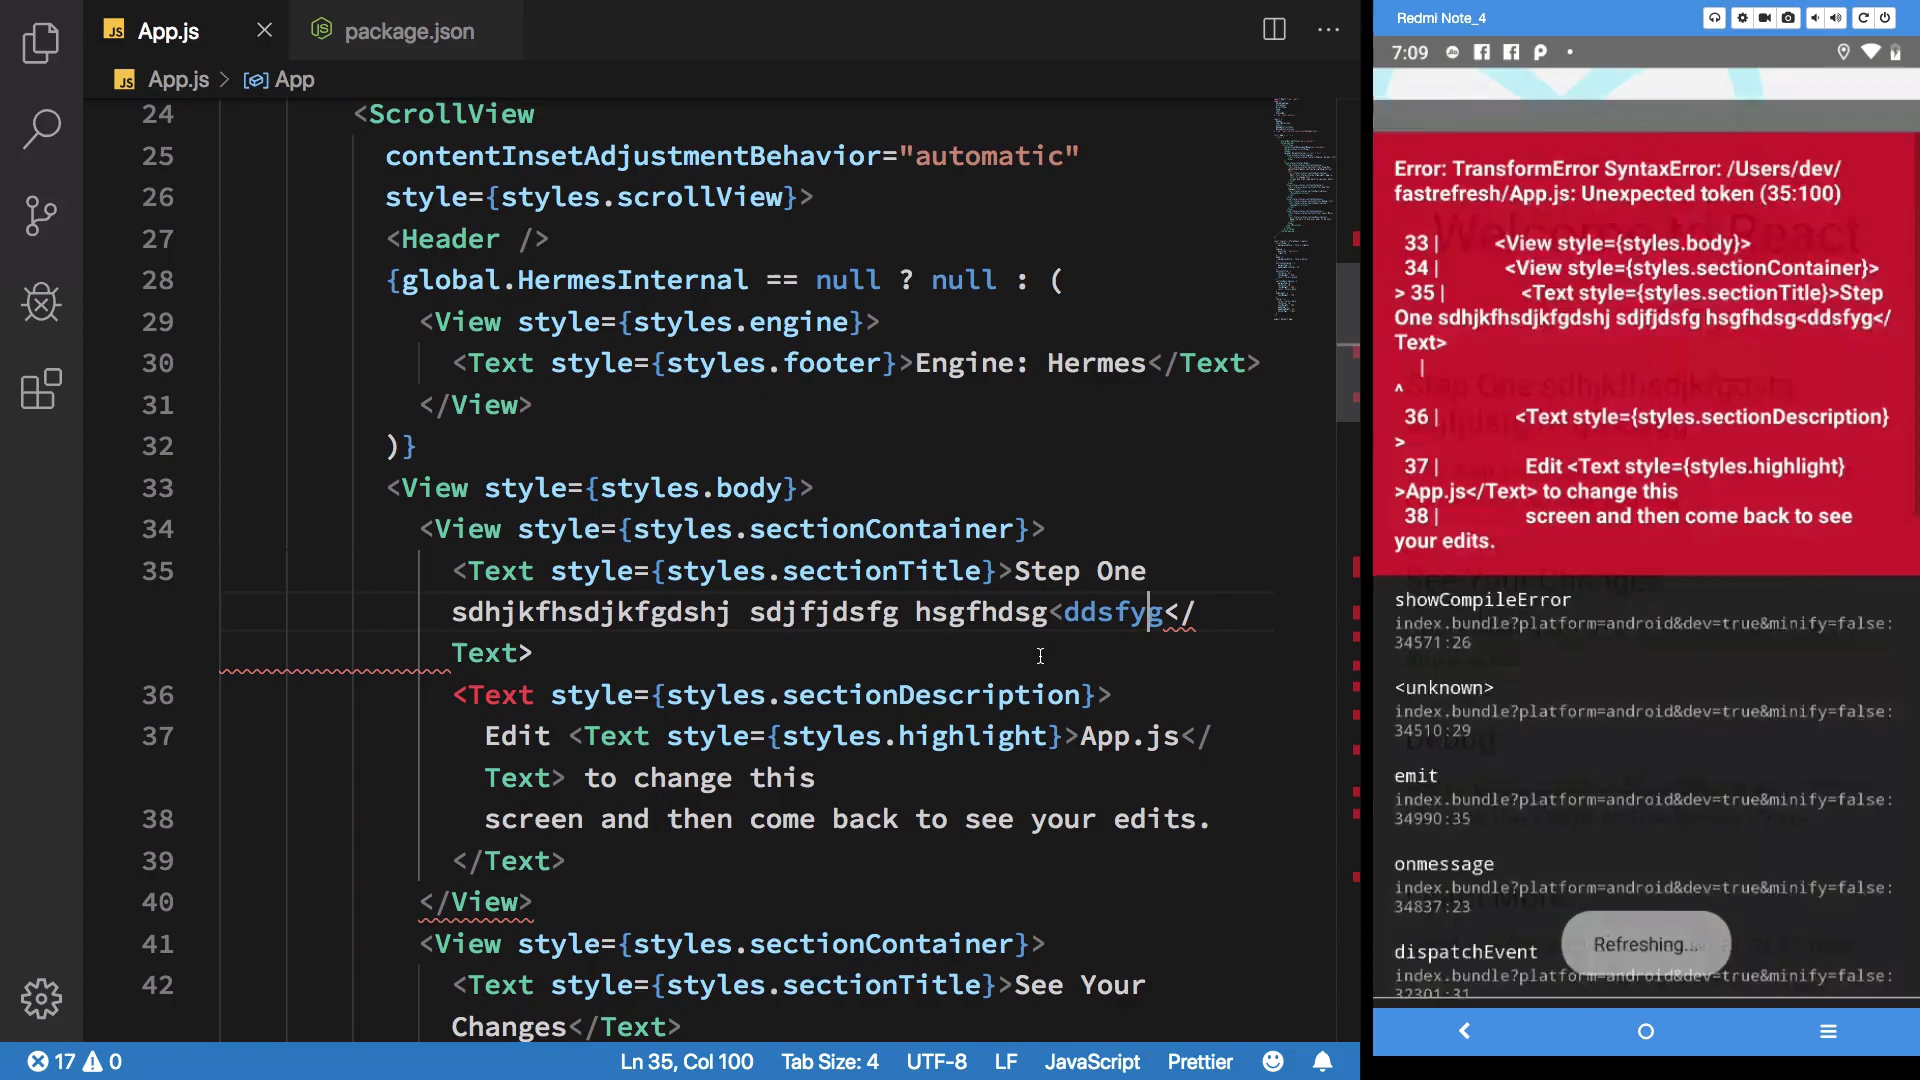 App.js
package.json
App.js > App
24 <ScrollView
25 contentInsetAdjustmentBehavior="automatic"
26 style={styles.scrollView}>
27 <Header />
28 {global.HermesInternal == null ? null : (
29 <View style={styles.engine}>
30 <Text style={styles.footer}>Engine: Hermes</Text>
31 </View>
32 )}
33 <View style={styles.body}>
34 <View style={styles.sectionContainer}>
35 <Text style={styles.sectionTitle}>Step One
sdhjkfhsdjkfgdshj sdjfjdsfg hsgfhdsg<ddsfyg</
Text>
36 <Text style={styles.sectionDescription}>
37 Edit <Text style={styles.highlight}>App.js</
Text> to change this
38 screen and then come back to see your edits.
39 </Text>
40 </View>
41 <View style={styles.sectionContainer}>
42 <Text style={styles.sectionTitle}>See Your
Changes</Text>
17 0
Ln 35, Col 100 Tab Size: 4 UTF-8 LF JavaScript Prettier
Redmi Note_4
7:09
Error: TransformError SyntaxError: /Users/dev/
fastrefresh/App.js: Unexpected token (35:100)
33 | <View style={styles.body}>
34 | <View style={styles.sectionContainer}>
> 35 | <Text style={styles.sectionTitle}>Step
One sdhjkfhsdjkfgdshj sdjfjdsfg hsgfhdsg<ddsfyg</
Text>
|
^
36 | <Text style={styles.sectionDescription}
>
37 | Edit <Text style={styles.highlight}
>App.js</Text> to change this
38 | screen and then come back to see
your edits.
showCompileError
index.bundle?platform=android&dev=true&minify=false:
34571:26
<unknown>
index.bundle?platform=android&dev=true&minify=false:
34510:29
emit
index.bundle?platform=android&dev=true&minify=false:
34990:35
onmessage
index.bundle?platform=android&dev=true&minify=false:
34837:23
dispatchEvent
index.bundle?platform=android&dev=true&minify=false:
32301:31
Refreshing...